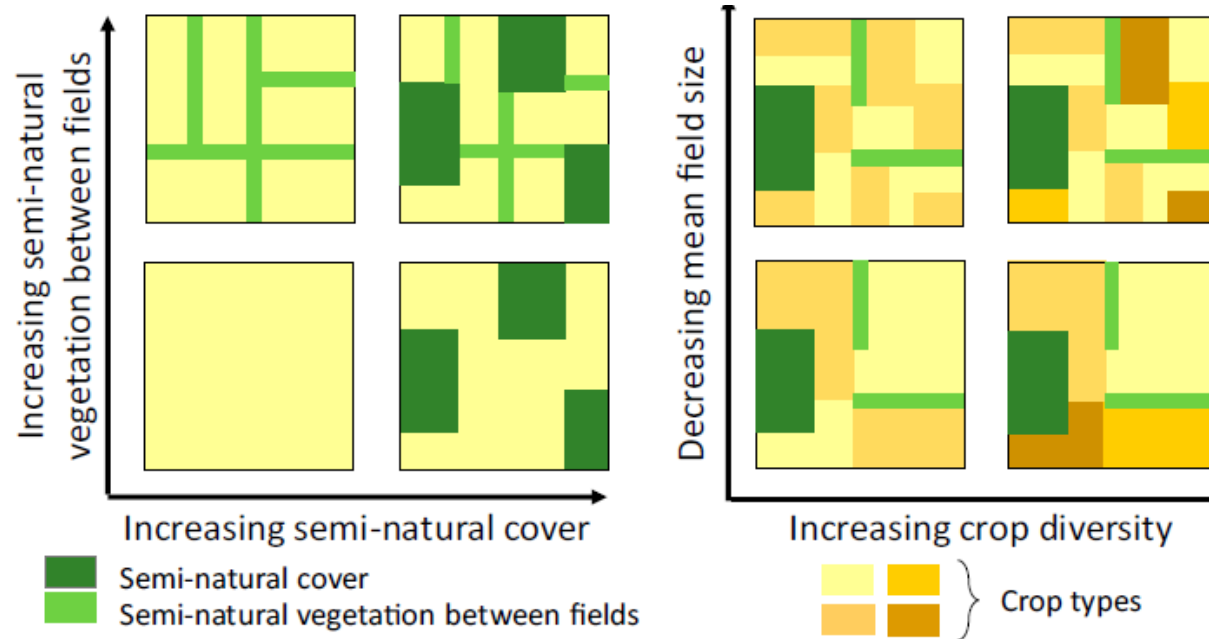 Increasing semi-natural
vegetation between fields
Increasing semi-natural cover
Semi-natural cover
Semi-natural vegetation between fields
Decreasing mean field size
Increasing crop diversity
Crop types